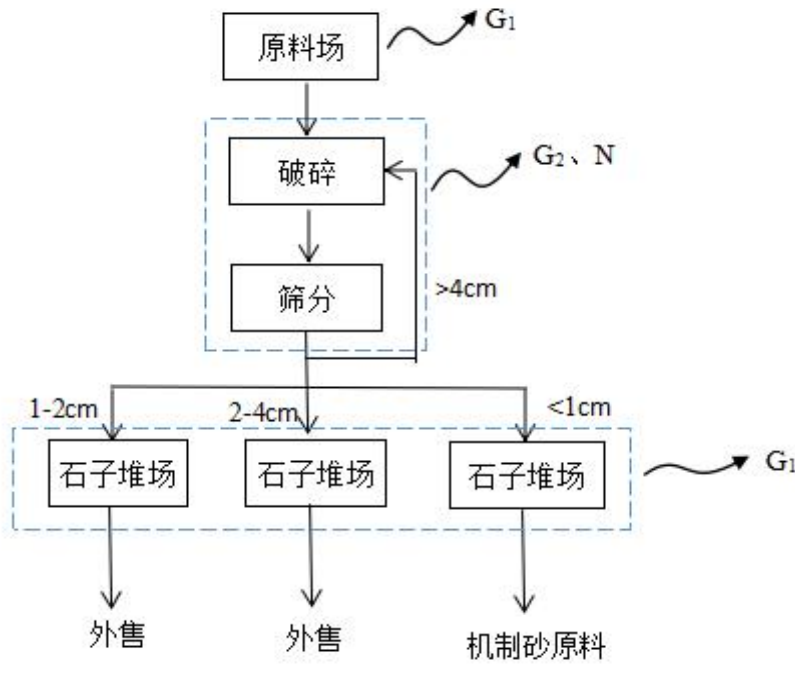 原料场
G₁
破碎
G₂、N
筛分
>4cm
1-2cm
2-4cm
<1cm
石子堆场
石子堆场
石子堆场
G₁
外售
外售
机制砂原料